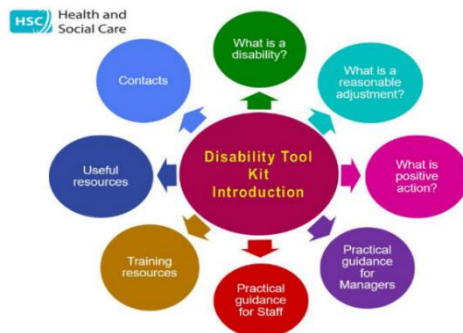 HSC Health and
Social Care
What is a
disability?
What is a
reasonable
adjustment?
What is
positive
action?
Practical
guidance
for
Managers
Practical
guidance
for Staff
Training
resources
Useful
resources
Contacts
Disability Tool
Kit
Introduction